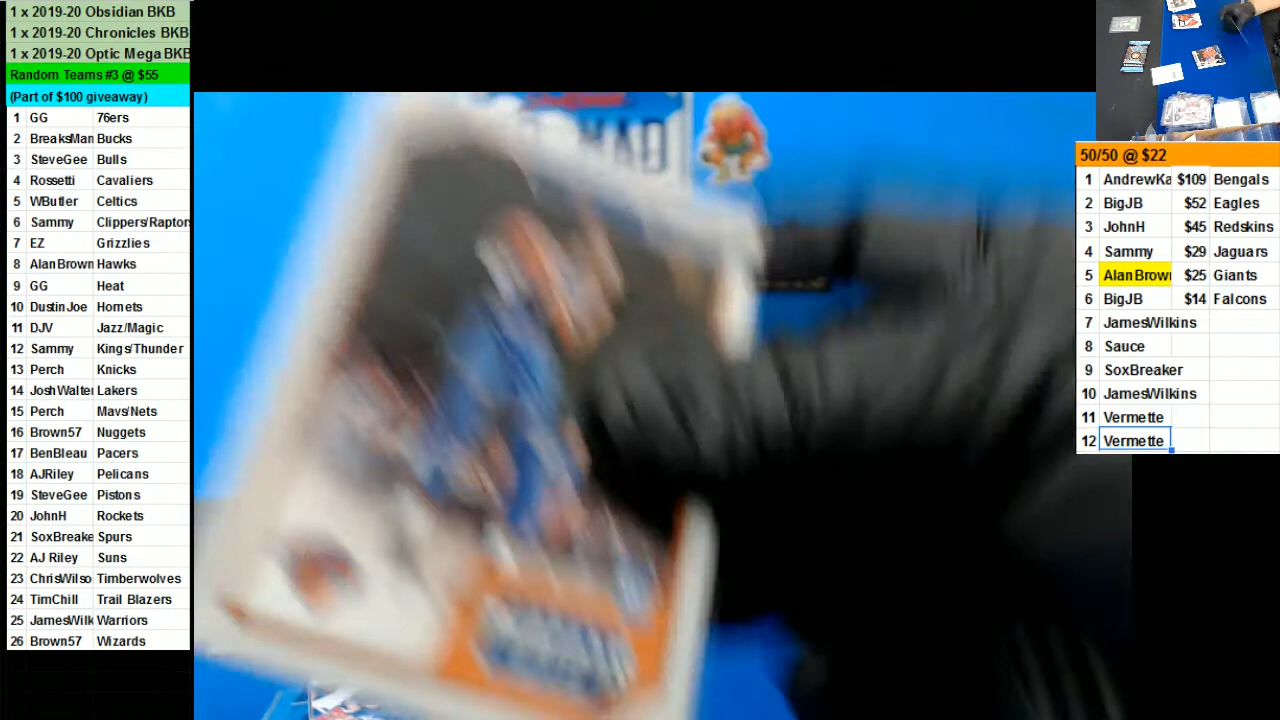 1 x 2019-20 Obsidian BKB
1 x 2019-20 Chronicles BKB
1 x 2019-20 Optic Mega BKB
Random Teams #3 @ $55
(Part of $100 giveaway)
1 GG 76ers
2 BreaksMan Bucks
3 SteveGee Bulls
4 Rossetti Cavaliers
5 WButler Celtics
6 Sammy Clippers/Raptors
7 EZ Grizzlies
8 AlanBrown Hawks
9 GG Heat
10 DustinJoe Hornets
11 DJV Jazz/Magic
12 Sammy Kings/Thunder
13 Perch Knicks
14 JoshWalter Lakers
15 Perch Mavs/Nets
16 Brown57 Nuggets
17 BenBleau Pacers
18 AJRiley Pelicans
19 SteveGee Pistons
20 JohnH Rockets
21 SoxBreake Spurs
22 AJ Riley Suns
23 ChrisWilso Timberwolves
24 TimChill Trail Blazers
25 JamesWilk Warriors
26 Brown57 Wizards
50/50 @ $22
1 AndrewKa $109 Bengals
2 BigJB $52 Eagles
3 JohnH $45 Redskins
4 Sammy $29 Jaguars
5 AlanBrown $25 Giants
6 BigJB $14 Falcons
7 JamesWilkins
8 Sauce
9 SoxBreaker
10 JamesWilkins
11 Vermette
12 Vermette